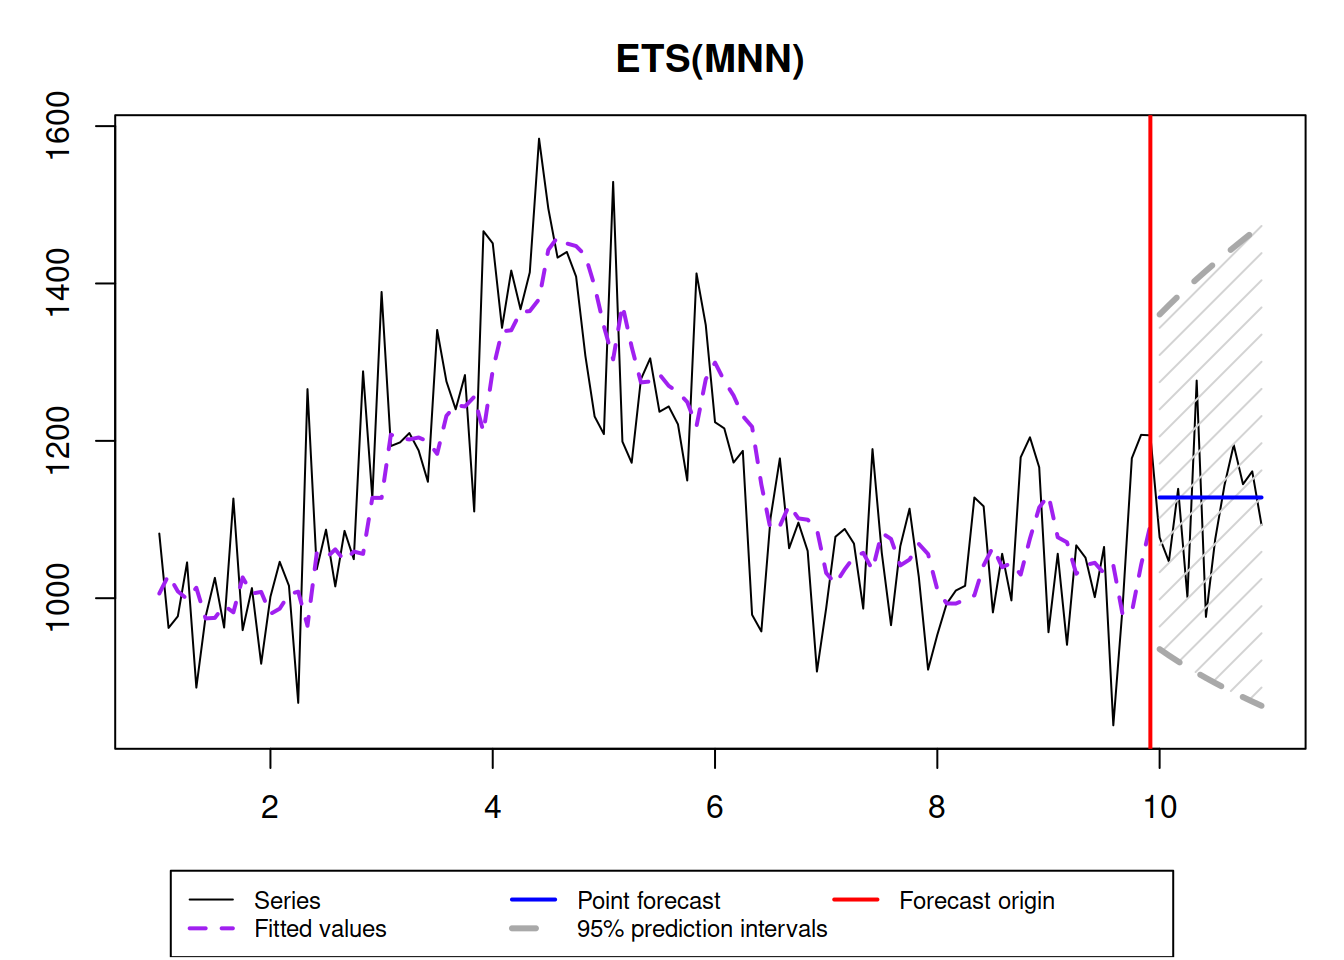 ETS(MNN)
1600
1400
1200
1000
2 4 6 8 10
Series Point forecast Forecast origin
Fitted values 95% prediction intervals